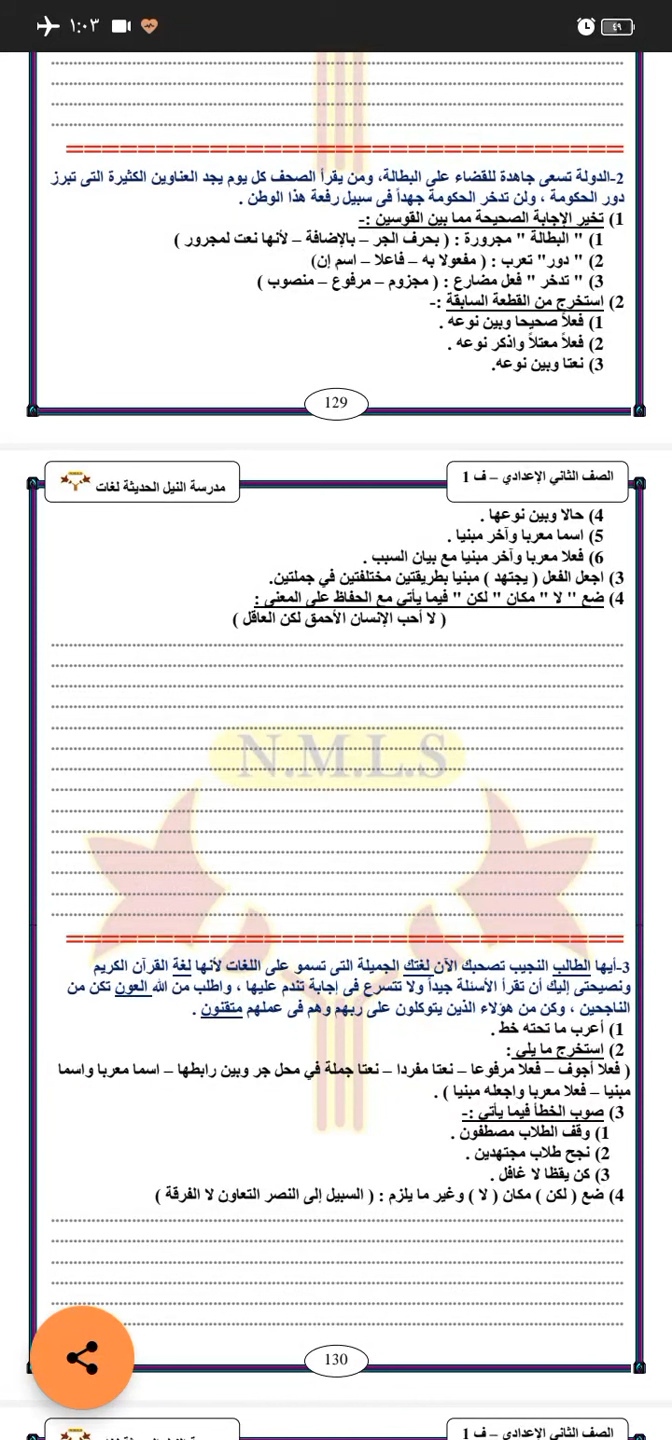 ١:٠٣
٤٩
2-الدولة تسعى جاهدة للقضاء على البطالة، ومن يقرأ الصحف كل يوم يجد العناوين الكثيرة التى تبرز
دور الحكومة ، ولن تدخر الحكومة جهداً فى سبيل رفعة هذا الوطن .
1) تخير الإجابة الصحيحة مما بين القوسين :-
1) " البطالة " مجرورة : ( بحرف الجر – بالإضافة – لأنها نعت لمجرور )
2) " دور" تعرب : ( مفعولا به – فاعلا – اسم إن)
3) " تدخر " فعل مضارع : ( مجزوم – مرفوع – منصوب )
2) استخرج من القطعة السابقة :-
1) فعلاً صحيحا وبين نوعه .
2) فعلاً معتلاً واذكر نوعه .
3) نعتا وبين نوعه.
129
الصف الثاني الإعدادي – ف 1
مدرسة النيل الحديثة لغات
4) حالا وبين نوعها .
5) اسما معربا وآخر مبنيا .
6) فعلا معربا وآخر مبنيا مع بيان السبب .
3) اجعل الفعل ( يجتهد ) مبنيا بطريقتين مختلفتين في جملتين.
4) ضع " لا " مكان " لكن " فيما يأتي مع الحفاظ على المعنى :
( لا أحب الإنسان الأحمق لكن العاقل )
N.M.L.S
3-أيها الطالب النجيب تصحبك الآن لغتك الجميلة التى تسمو على اللغات لأنها لغة القرآن الكريم
ونصيحتى إليك أن تقرأ الأسئلة جيداً ولا تتسرع فى إجابة تندم عليها ، واطلب من الله العون تكن من
الناجحين ، وكن من هؤلاء الذين يتوكلون على ربهم وهم فى عملهم متقنون .
1) أعرب ما تحته خط .
2) استخرج ما يلي :
( فعلا أجوف – فعلا مرفوعا – نعتا مفردا – نعتا جملة في محل جر وبين رابطها – اسما معربا واسما
مبنيا – فعلا معربا واجعله مبنيا ) .
3) صوب الخطأ فيما يأتي :-
1) وقف الطلاب مصطفون .
2) نجح طلاب مجتهدين .
3) كن يقظا لا غافل .
4) ضع ( لكن ) مكان ( لا ) وغير ما يلزم : ( السبيل إلى النصر التعاون لا الفرقة )
130
الصف الثاني الإعدادي – ف 1